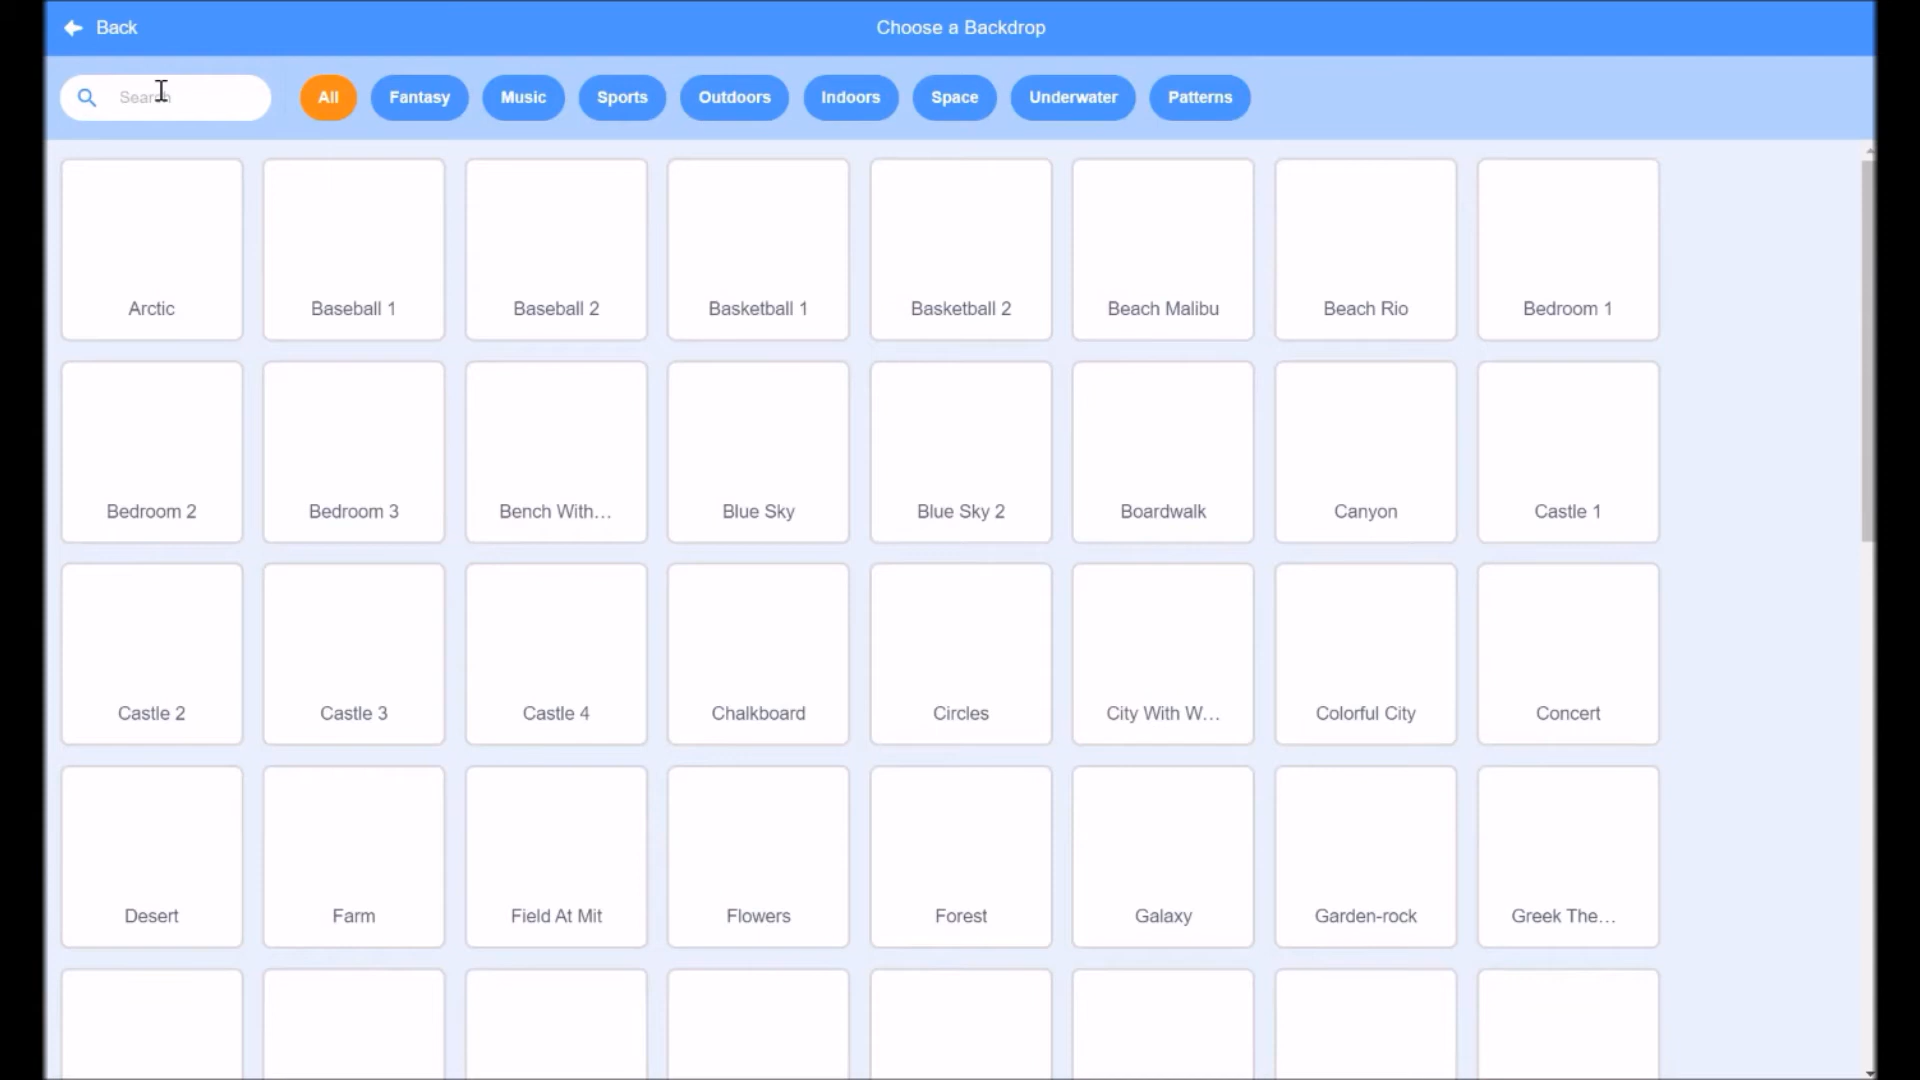 Back
Choose a Backdrop
Search
All
Fantasy
Music
Sports
Outdoors
Indoors
Space
Underwater
Patterns
Arctic
Baseball 1
Baseball 2
Basketball 1
Basketball 2
Beach Malibu
Beach Rio
Bedroom 1
Bedroom 2
Bedroom 3
Bench With...
Blue Sky
Blue Sky 2
Boardwalk
Canyon
Castle 1
Castle 2
Castle 3
Castle 4
Chalkboard
Circles
City With W...
Colorful City
Concert
Desert
Farm
Field At Mit
Flowers
Forest
Galaxy
Garden-rock
Greek The...